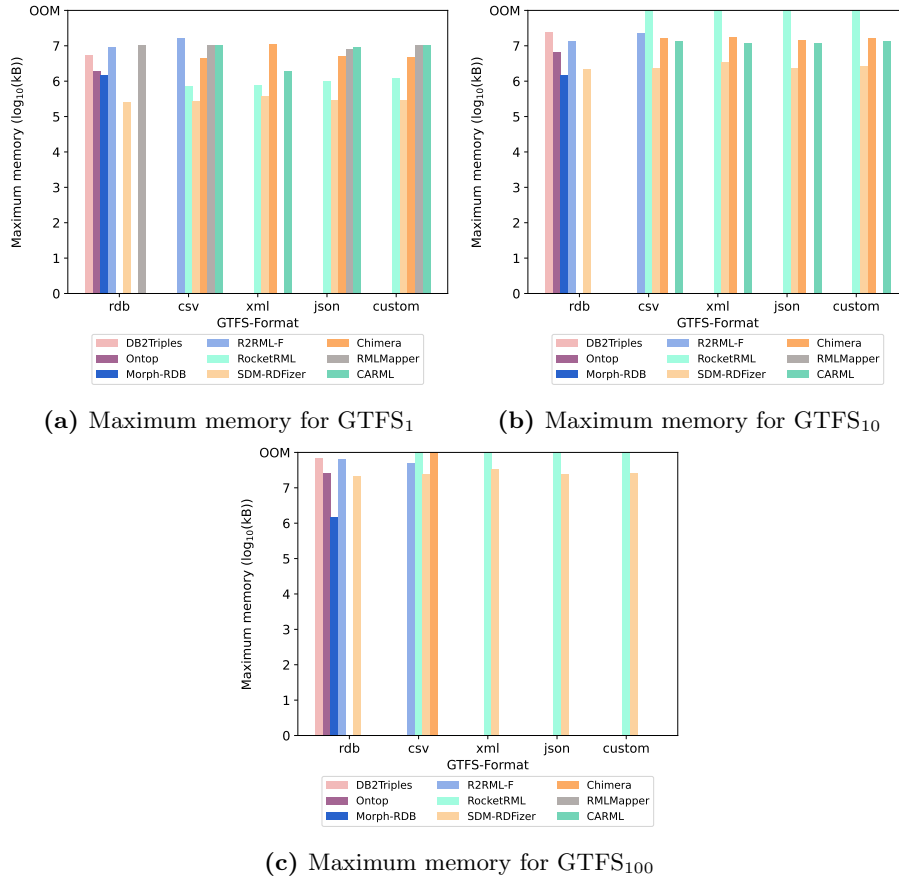 OOM
7
6
5
4
3
2
1
0
Maximum memory (log10(kB))
rdb csv xml json custom
GTFS-Format
DB2Triples R2RML-F Chimera
Ontop RocketRML RMLMapper
Morph-RDB SDM-RDFizer CARML
(a) Maximum memory for GTFS1
OOM
7
6
5
4
3
2
1
0
Maximum memory (log10(kB))
rdb csv xml json custom
GTFS-Format
DB2Triples R2RML-F Chimera
Ontop RocketRML RMLMapper
Morph-RDB SDM-RDFizer CARML
(b) Maximum memory for GTFS10
OOM
7
6
5
4
3
2
1
0
Maximum memory (log10(kB))
rdb csv xml json custom
GTFS-Format
DB2Triples R2RML-F Chimera
Ontop RocketRML RMLMapper
Morph-RDB SDM-RDFizer CARML
(c) Maximum memory for GTFS100